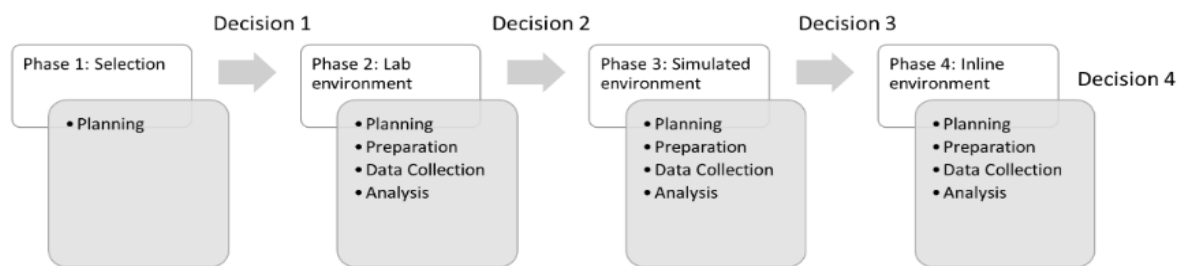 Decision 1
Decision 2
Decision 3
Phase 1: Selection
Phase 2: Lab
environment
Phase 3: Simulated
environment
Phase 4: Inline
environment
Decision 4
• Planning
• Planning
• Preparation
• Data Collection
• Analysis
• Planning
• Preparation
• Data Collection
• Analysis
• Planning
• Preparation
• Data Collection
• Analysis